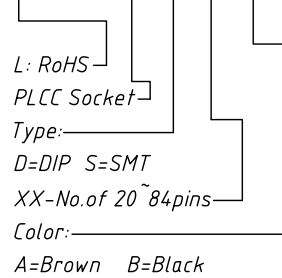 L: RoHS
PLCC Socket
Type:
D=DIP S=SMT
XX-No.of 20~84pins
Color:
A=Brown B=Black